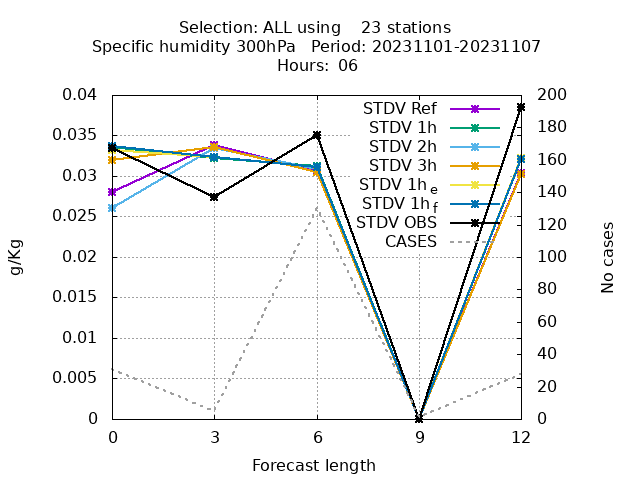 Selection: ALL using    23 stations
Specific humidity 300hPa   Period: 20231101-20231107
Hours: 06
g/Kg
0.04
0.035
0.03
0.025
0.02
0.015
0.01
0.005
0
STDV Ref
STDV 1h
STDV 2h
STDV 3h
STDV 1h e
STDV 1h f
STDV OBS
CASES
200
180
160
140
120
100
80
60
40
20
0
No cases
0 3 6 9 12
Forecast length